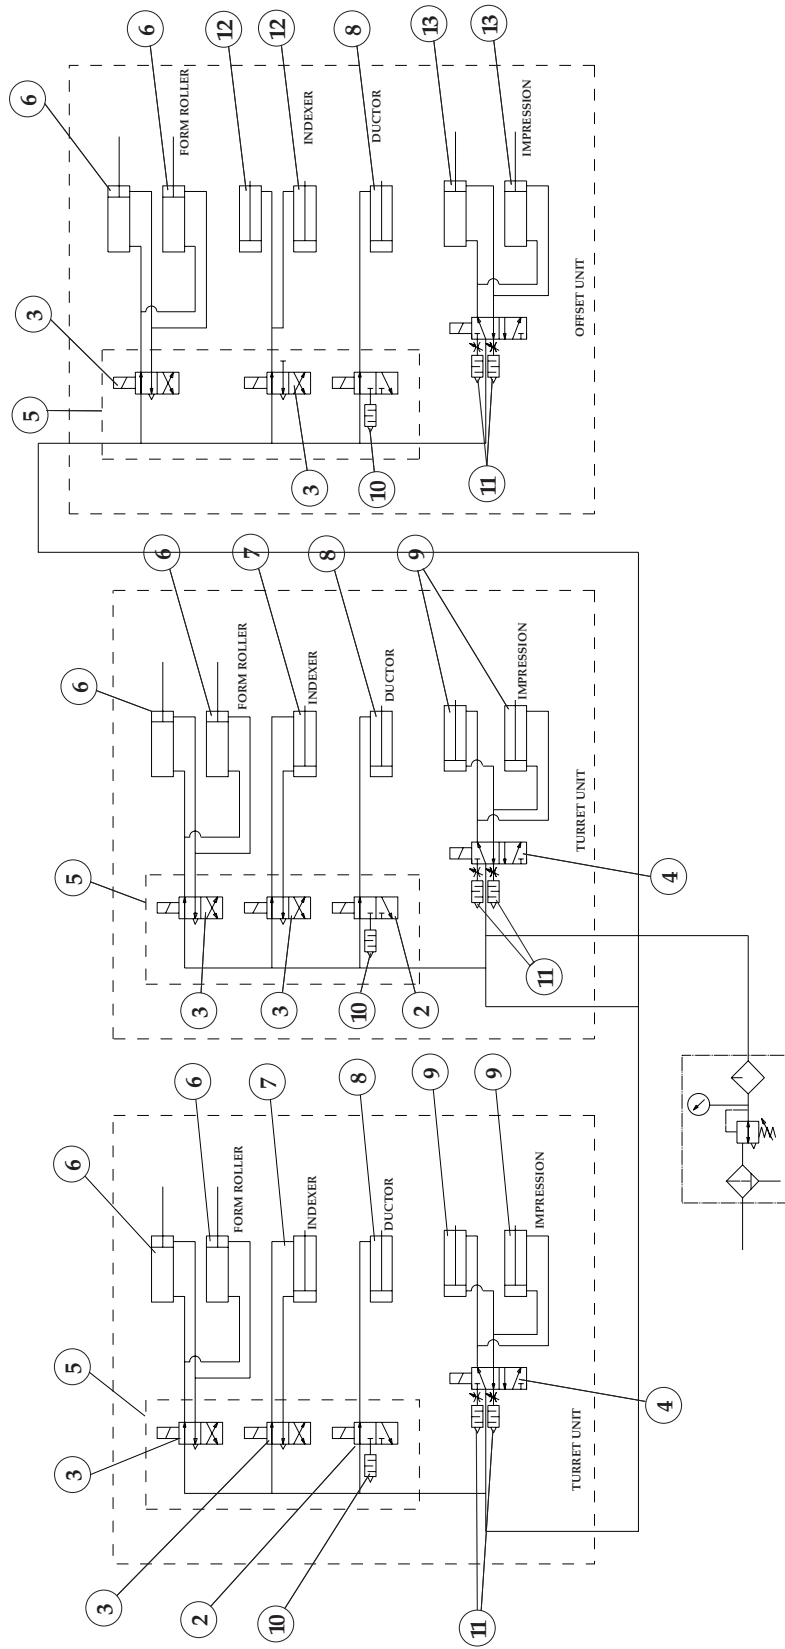 3
5
6
3
2
6
FORM ROLLER
7
10
INDEXER
8
DUCTOR
9
11
9
IMPRESSION
TURRET UNIT
4
5
6
6
3
FORM ROLLER
7
3
INDEXER
8
10
DUCTOR
9
2
IMPRESSION
11
TURRET UNIT
4
6
5
3
6
FORM ROLLER
12
12
INDEXER
3
8
10
DUCTOR
13
11
13
IMPRESSION
OFFSET UNIT